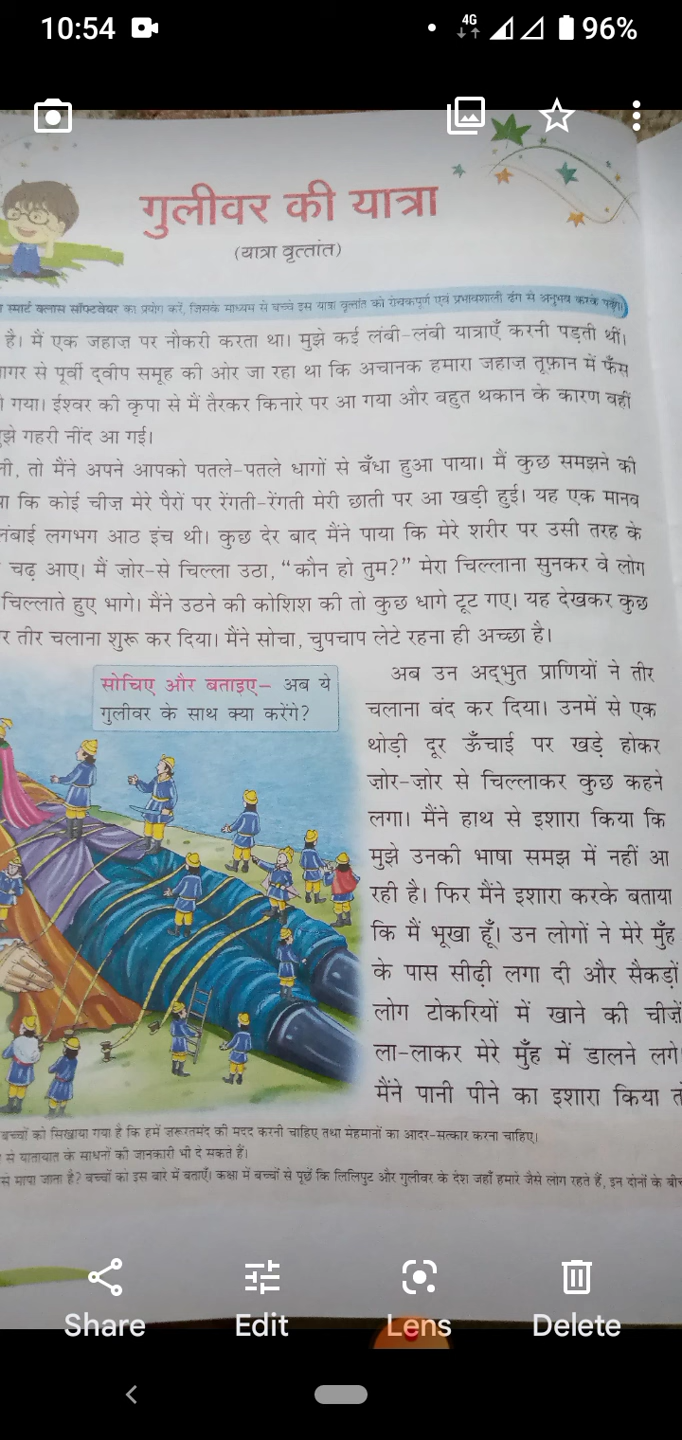 10:54
4G
96%
गुलीवर की यात्रा
(यात्रा वृत्तांत)
स्मार्ट क्लास सॉफ्टवेयर का प्रयोग करें, जिसके माध्यम से बच्चे इस यात्रा वृत्तांत को रोचकपूर्ण एवं प्रभावशाली ढंग से अनुभव करके पढ़ेंगे।
है। मैं एक जहाज़ पर नौकरी करता था। मुझे कई लंबी-लंबी यात्राएँ करनी पड़ती थीं।
से पूर्वी द्वीप समूह की ओर जा रहा था कि अचानक हमारा जहाज़ तूफ़ान में फँस
गया। ईश्वर की कृपा से मैं तैरकर किनारे पर आ गया और बहुत थकान के कारण वहीं
गहरी नींद आ गई।
तो मैंने अपने आपको पतले-पतले धागों से बँधा हुआ पाया। मैं कुछ समझने की
कि कोई चीज़ मेरे पैरों पर रेंगती-रेंगती मेरी छाती पर आ खड़ी हुई। यह एक मानव
लंबाई लगभग आठ इंच थी। कुछ देर बाद मैंने पाया कि मेरे शरीर पर उसी तरह के
चढ़ आए। मैं ज़ोर-से चिल्ला उठा, “कौन हो तुम?” मेरा चिल्लाना सुनकर वे लोग
चिल्लाते हुए भागे। मैंने उठने की कोशिश की तो कुछ धागे टूट गए। यह देखकर कुछ
तीर चलाना शुरू कर दिया। मैंने सोचा, चुपचाप लेटे रहना ही अच्छा है।
सोचिए और बताइए– अब ये
गुलीवर के साथ क्या करेंगे?
अब उन अद्भुत प्राणियों ने तीर
चलाना बंद कर दिया। उनमें से एक
थोड़ी दूर ऊँचाई पर खड़े होकर
ज़ोर-ज़ोर से चिल्लाकर कुछ कहने
लगा। मैंने हाथ से इशारा किया कि
मुझे उनकी भाषा समझ में नहीं आ
रही है। फिर मैंने इशारा करके बताया
कि मैं भूखा हूँ। उन लोगों ने मेरे मुँह
के पास सीढ़ी लगा दी और सैकड़ों
लोग टोकरियों में खाने की चीज़ें
ला-लाकर मेरे मुँह में डालने लगे
मैंने पानी पीने का इशारा किया
बच्चों को सिखाया गया है कि हमें ज़रूरतमंद की मदद करनी चाहिए तथा मेहमानों का आदर-सत्कार करना चाहिए।
से यातायात के साधनों की जानकारी भी दे सकते हैं।
से मापा जाता है? बच्चों को इस बारे में बताएँ। कक्षा में बच्चों से पूछें कि लिलिपुट और गुलीवर के देश जहाँ हमारे जैसे लोग रहते हैं, इन दोनों के
Share
Edit
Lens
Delete